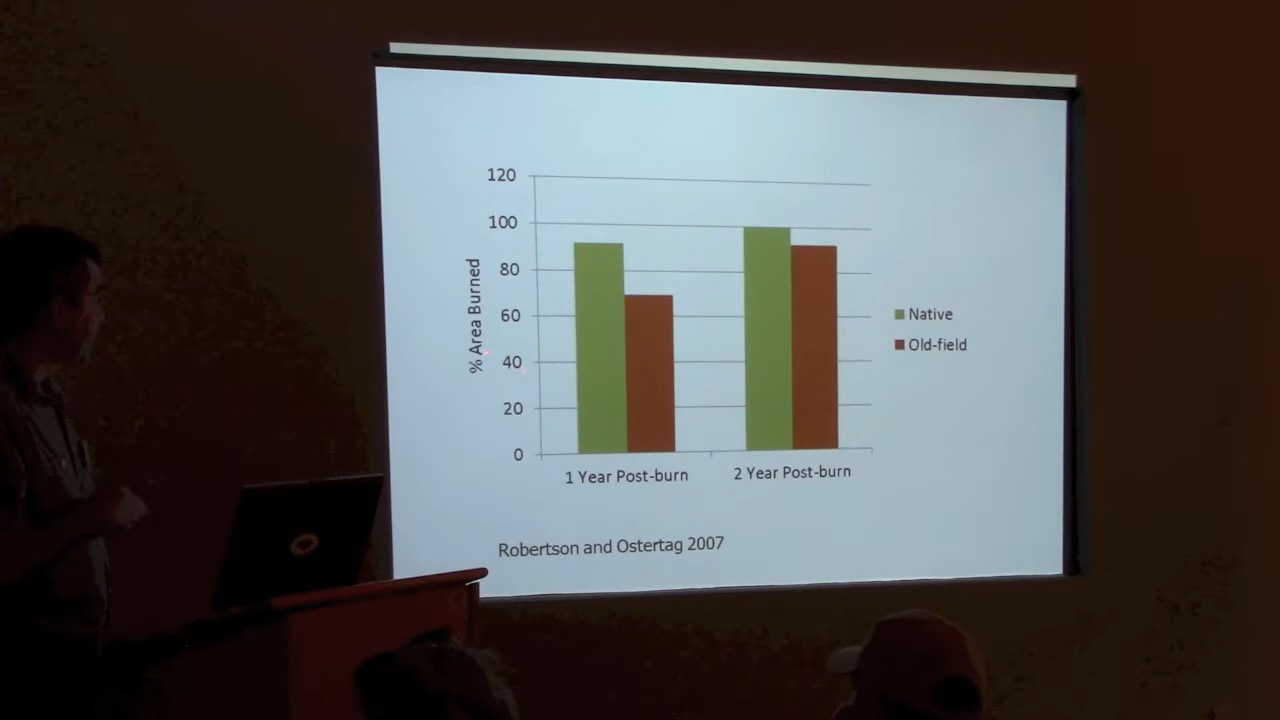 120
100
80
60
40
20
0
% Area Burned
1 Year Post-burn
2 Year Post-burn
Native
Old-field
Robertson and Ostertag 2007